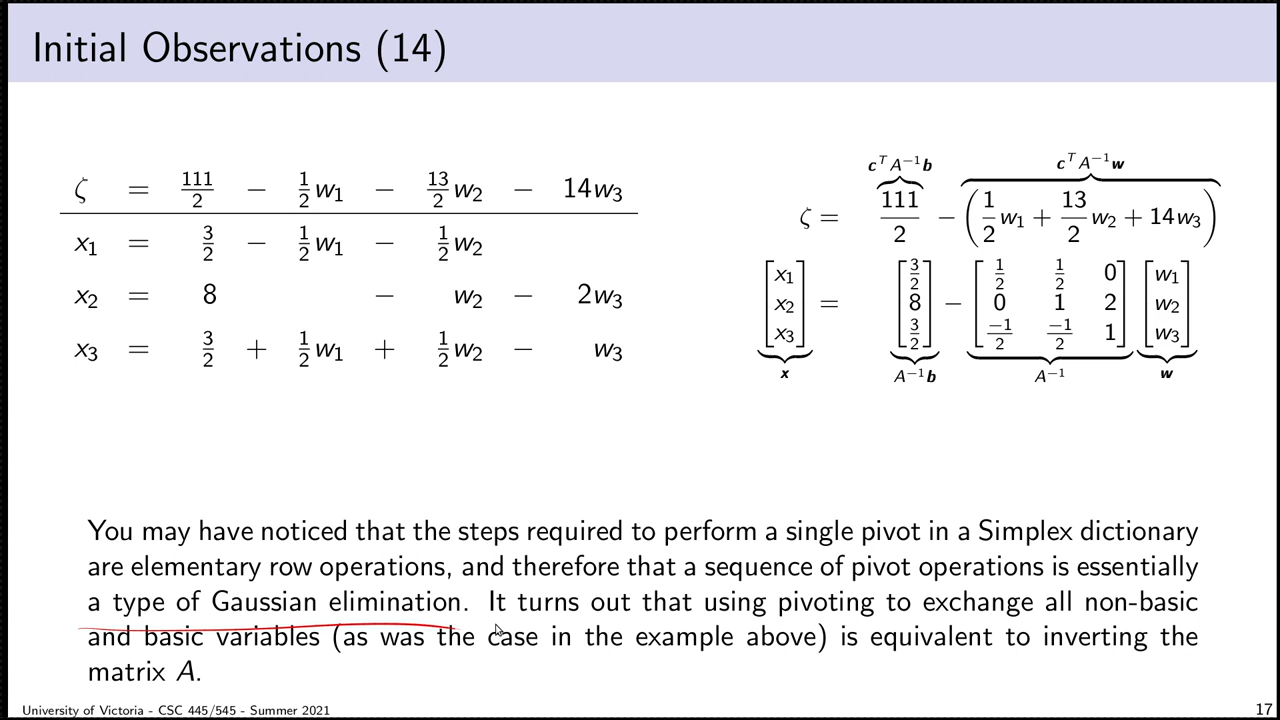 Initial Observations (14)
ζ = 111/2 − 1/2 w₁ − 13/2 w₂ − 14w₃
x₁ = 3/2 − 1/2 w₁ − 1/2 w₂
x₂ = 8 − w₂ − 2w₃
x₃ = 3/2 + 1/2 w₁ + 1/2 w₂ − w₃
cᵀA⁻¹b cᵀA⁻¹w
ζ = 111/2 − (1/2 w₁ + 13/2 w₂ + 14w₃)
[x₁ x₂ x₃] = [3/2 8 3/2] − [1/2 1/2 0; 0 1 2; −1/2 −1/2 1] [w₁ w₂ w₃]
x A⁻¹b A⁻¹ w
You may have noticed that the steps required to perform a single pivot in a Simplex dictionary
are elementary row operations, and therefore that a sequence of pivot operations is essentially
a type of Gaussian elimination. It turns out that using pivoting to exchange all non-basic
and basic variables (as was the case in the example above) is equivalent to inverting the
matrix A.
University of Victoria - CSC 445/545 - Summer 2021
17